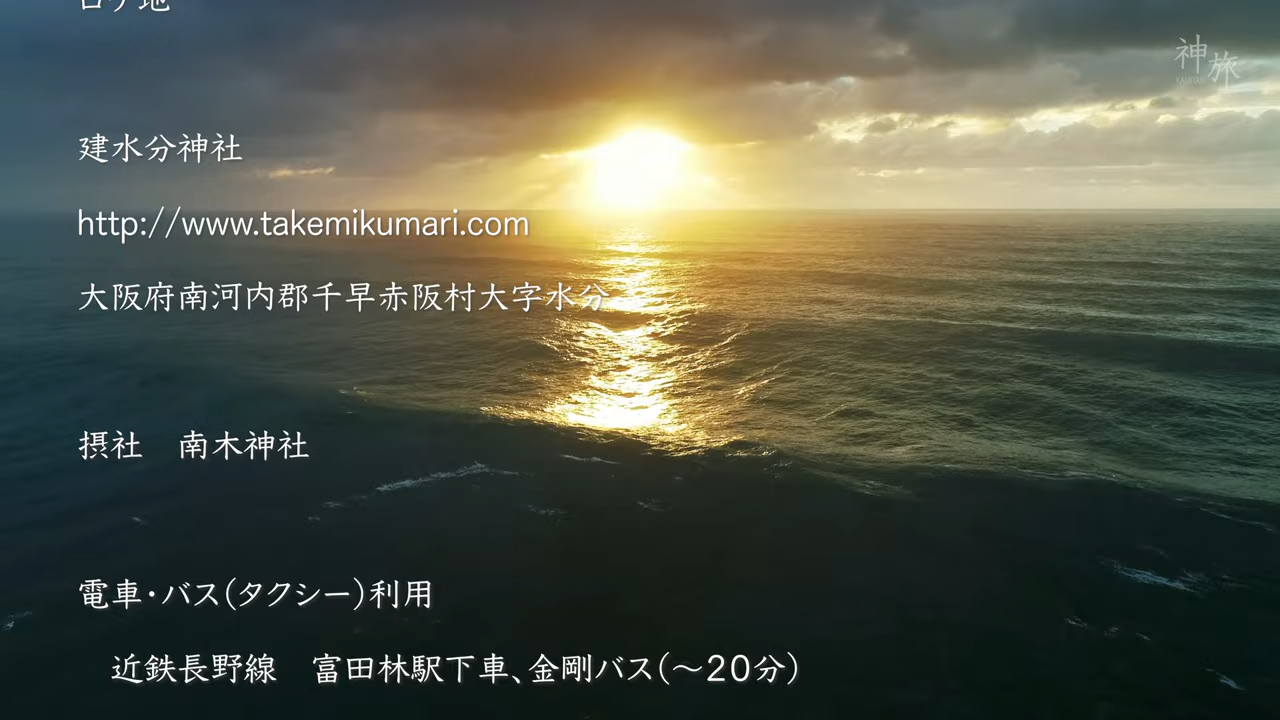 ロケ地
神旅
建水分神社
http://www.takemikumari.com
大阪府南河内郡千早赤阪村大字水分
摂社　南木神社
電車・バス(タクシー)利用
近鉄長野線　富田林駅下車、金剛バス(～20分)